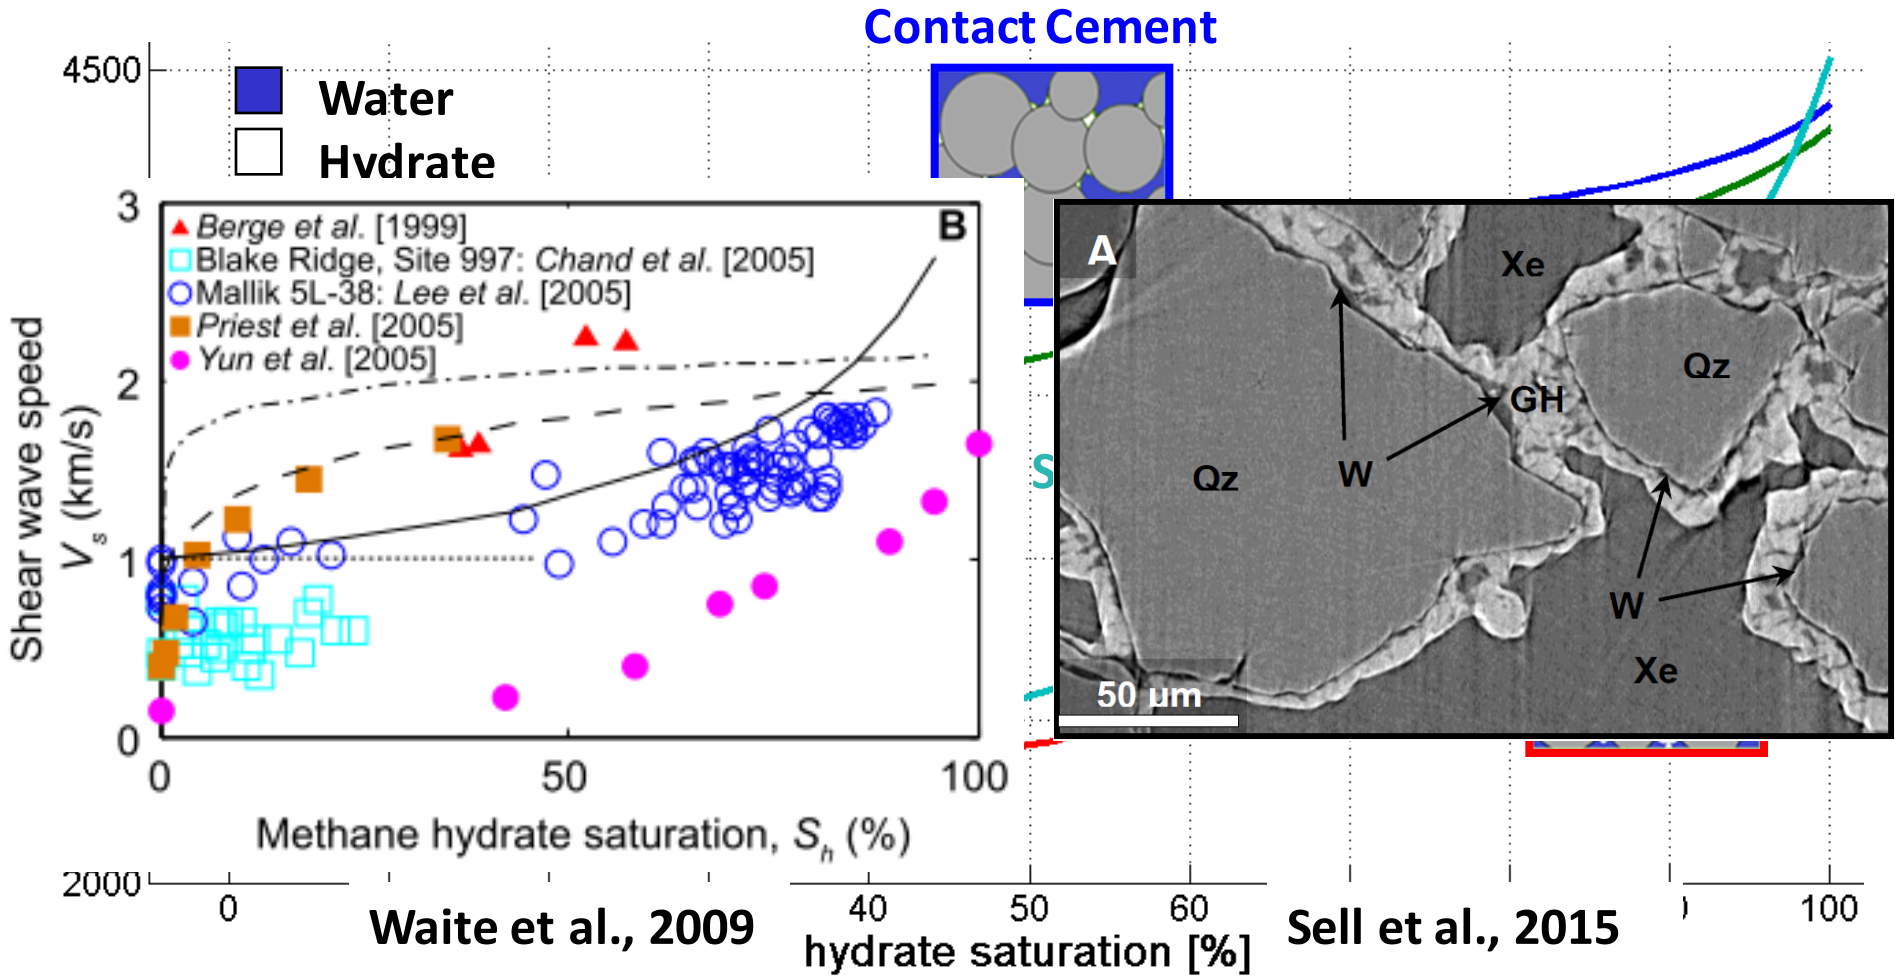 Contact Cement
4500
Water
Hydrate
3
B
Berge et al. [1999]
Blake Ridge, Site 997: Chand et al. [2005]
Mallik 5L-38: Lee et al. [2005]
Priest et al. [2005]
Yun et al. [2005]
2
1
0
Shear wave speed
Vs (km/s)
0 50 100
Methane hydrate saturation, Sh (%)
A
Xe
Qz
GH
W
Qz
W
Xe
50 µm
S
2000
0 40 50 60 100
Waite et al., 2009
Sell et al., 2015
hydrate saturation [%]